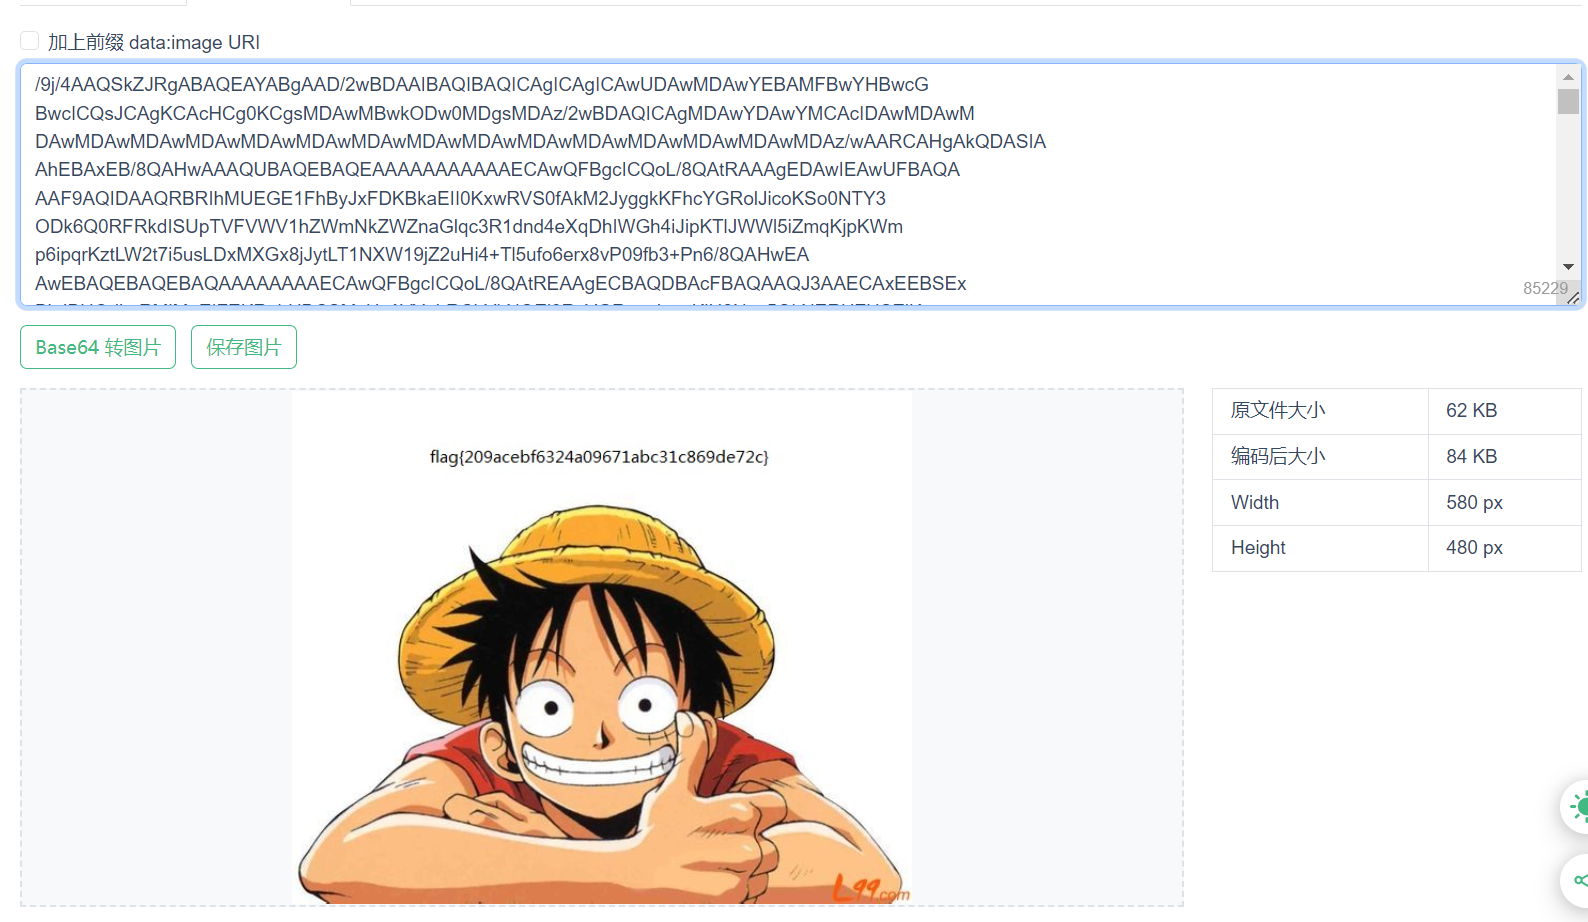 加上前缀 data:image URI
/9j/4AAQSkZJRgABAQEAYABgAAD/2wBDAAIBAQIBAQICAgICAgICAwUDAwMDAwYEBAMFBwYHBwcG
BwcICQsJCAgKCAcHCg0KCgsMDAwMBwkODw0MDgsMDAz/2wBDAQICAgMDAwYDAwYMCAcIDAwMDAwM
DAwMDAwMDAwMDAwMDAwMDAwMDAwMDAwMDAwMDAwMDAwMDAwMDAwMDAwMDAz/wAARCAHgAkQDASIA
AhEBAxEB/8QAHwAAAQUBAQEBAQEAAAAAAAAAAAECAwQFBgcICQoL/8QAtRAAAgEDAwIEAwUFBAQA
AAF9AQIDAAQRBRIhMUEGE1FhByJxFDKBkaEII0KxwRVS0fAkM2JyggkKFhcYGRolJicoKSo0NTY3
ODk6Q0RFRkdISUpTVFVWV1hZWmNkZWZnaGlqc3R1dnd4eXqDhIWGh4iJipKTlJWWl5iZmqKjpKWm
p6ipqrKztLW2t7i5usLDxMXGx8jJytLT1NXW19jZ2uHi4+Tl5ufo6erx8vP09fb3+Pn6/8QAHwEA
AwEBAQEBAQEBAQAAAAAAAAECAwQFBgcICQoL/8QAtREAAgECBAQDBAcFBAQAAQJ3AAECAxEEBSEx
85229
Base64 转图片
保存图片
原文件大小 62 KB
编码后大小 84 KB
Width 580 px
Height 480 px
flag{209acebf6324a09671abc31c869de72c}
L99.com